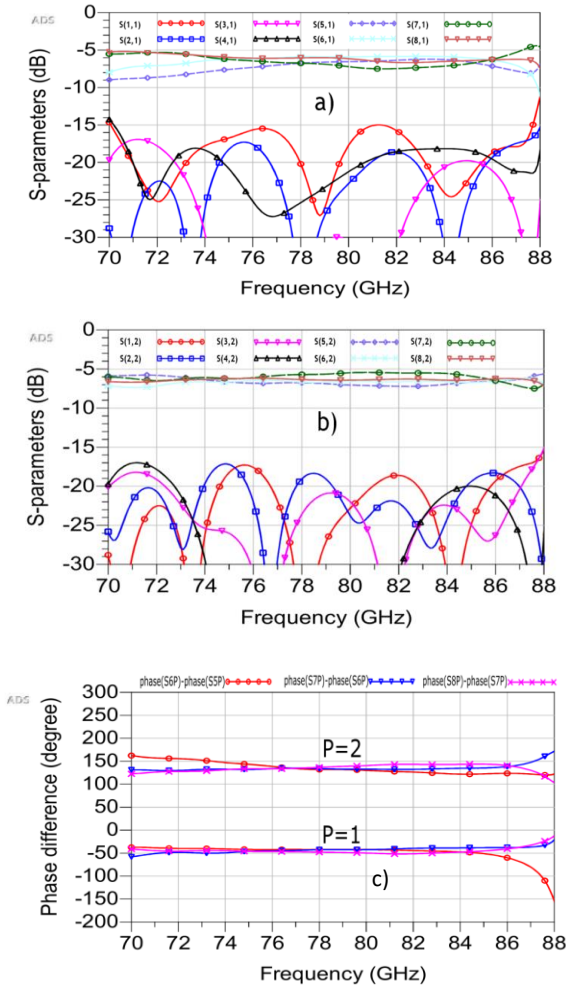 ADS
S(1,1) S(3,1) S(5,1) S(7,1)
S(2,1) S(4,1) S(6,1) S(8,1)
0
-5
-10
-15
-20
-25
-30
S-parameters (dB)
a)
70 72 74 76 78 80 82 84 86 88
Frequency (GHz)
ADS
S(1,2) S(3,2) S(5,2) S(7,2)
S(2,2) S(4,2) S(6,2) S(8,2)
0
-5
-10
-15
-20
-25
-30
S-parameters (dB)
b)
70 72 74 76 78 80 82 84 86 88
Frequency (GHz)
ADS
phase(S6P)-phase(S5P) phase(S7P)-phase(S6P) phase(S8P)-phase(S7P)
300
250
200
150
100
50
0
-50
-100
-150
-200
Phase difference (degree)
P=2
P=1
c)
70 72 74 76 78 80 82 84 86 88
Frequency (GHz)